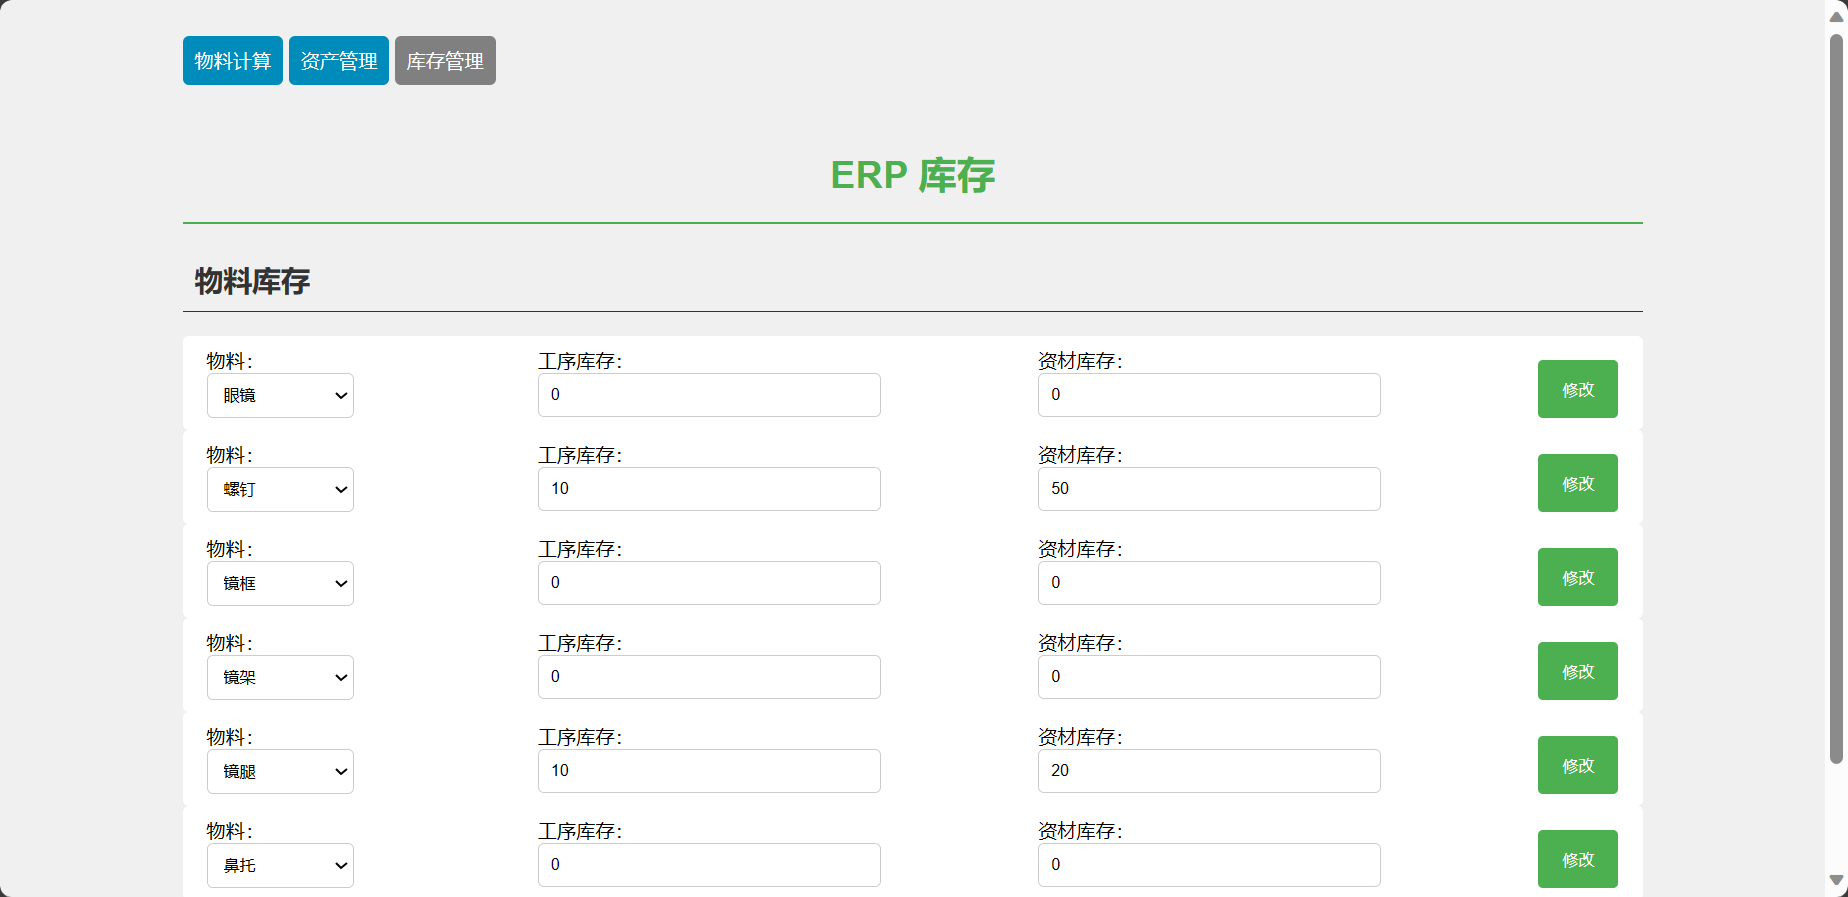 物料计算 资产管理 库存管理
ERP 库存
物料库存
物料: 工序库存: 资材库存:
眼镜 0 0 修改
物料: 工序库存: 资材库存:
螺钉 10 50 修改
物料: 工序库存: 资材库存:
镜框 0 0 修改
物料: 工序库存: 资材库存:
镜架 0 0 修改
物料: 工序库存: 资材库存:
镜腿 10 20 修改
物料: 工序库存: 资材库存:
鼻托 0 0 修改